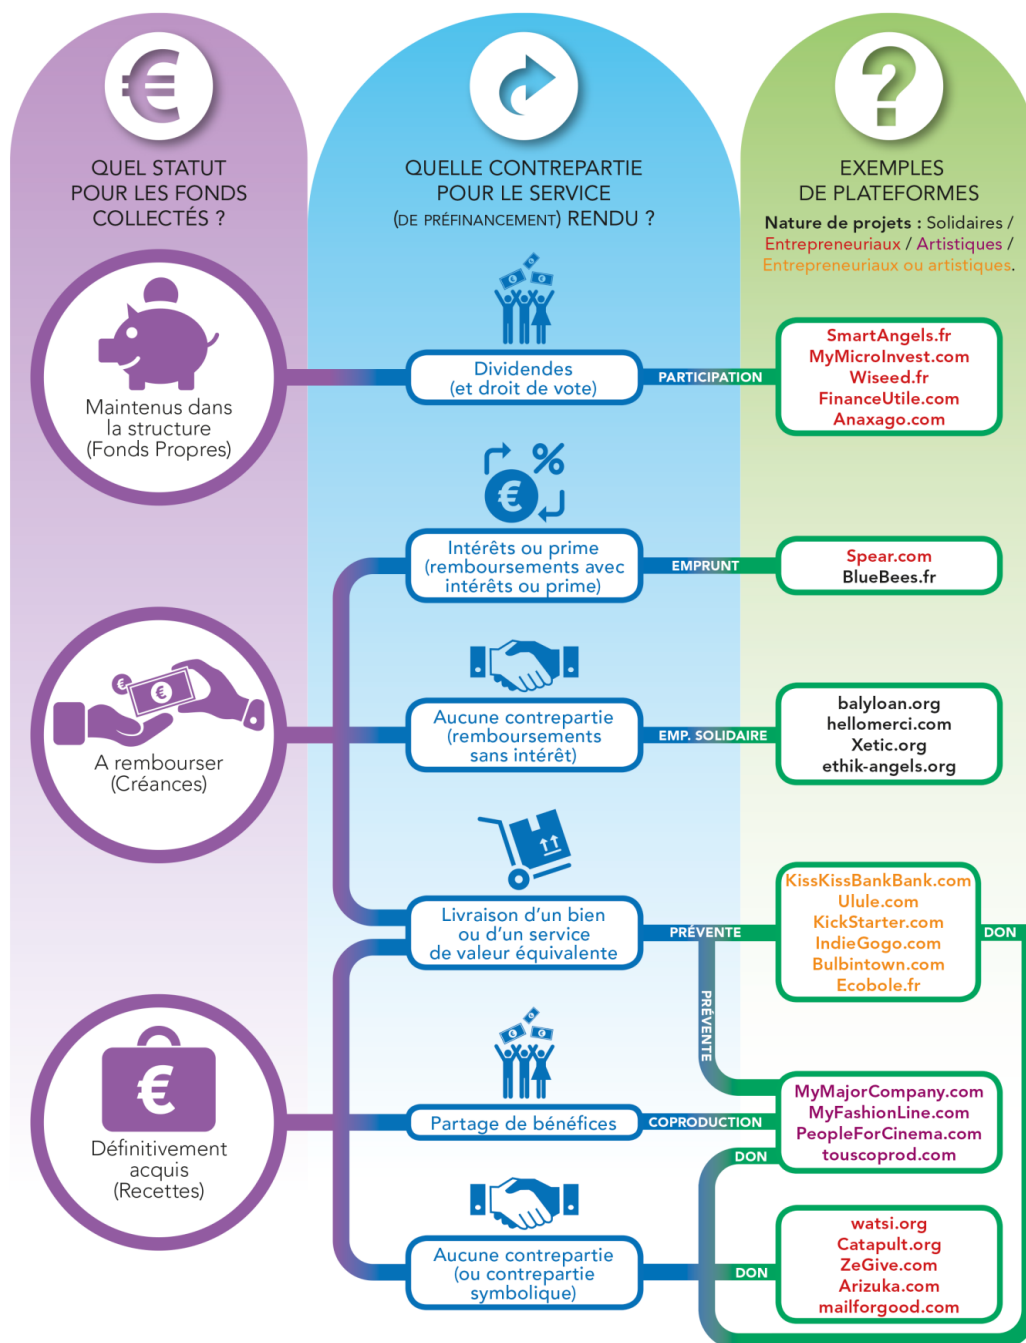 QUEL STATUT
POUR LES FONDS
COLLECTÉS ?
QUELLE CONTREPARTIE
POUR LE SERVICE
(DE PRÉFINANCEMENT) RENDU ?
EXEMPLES
DE PLATEFORMES
Nature de projets : Solidaires /
Entrepreneuriaux / Artistiques /
Entrepreneuriaux ou artistiques.
Maintenus dans
la structure
(Fonds Propres)
Dividendes
(et droit de vote)
PARTICIPATION
SmartAngels.fr
MyMicroInvest.com
Wiseed.fr
FinanceUtile.com
Anaxago.com
Intérêts ou prime
(remboursements avec
intérêts ou prime)
EMPRUNT
Spear.com
BlueBees.fr
A rembourser
(Créances)
Aucune contrepartie
(remboursements
sans intérêt)
EMP. SOLIDAIRE
balyloan.org
hellomerci.com
Xetic.org
ethik-angels.org
Livraison d'un bien
ou d'un service
de valeur équivalente
PRÉVENTE
KissKissBankBank.com
Ulule.com
KickStarter.com
IndieGogo.com
Bulbintown.com
Ecobole.fr
DON
PRÉVENTE
Définitivement
acquis
(Recettes)
Partage de bénéfices
COPRODUCTION
DON
MyMajorCompany.com
MyFashionLine.com
PeopleForCinema.com
touscoprod.com
Aucune contrepartie
(ou contrepartie
symbolique)
DON
watsi.org
Catapult.org
ZeGive.com
Arizuka.com
mailforgood.com